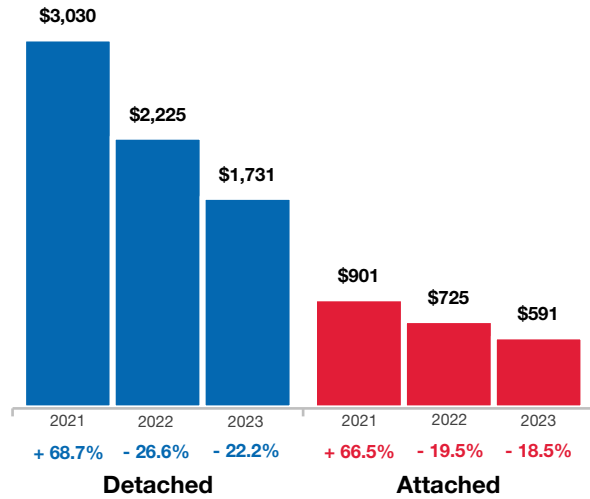 $3,030
$2,225
$1,731
$901
$725
$591
2021 2022 2023 2021 2022 2023
+ 68.7% - 26.6% - 22.2% + 66.5% - 19.5% - 18.5%
Detached Attached